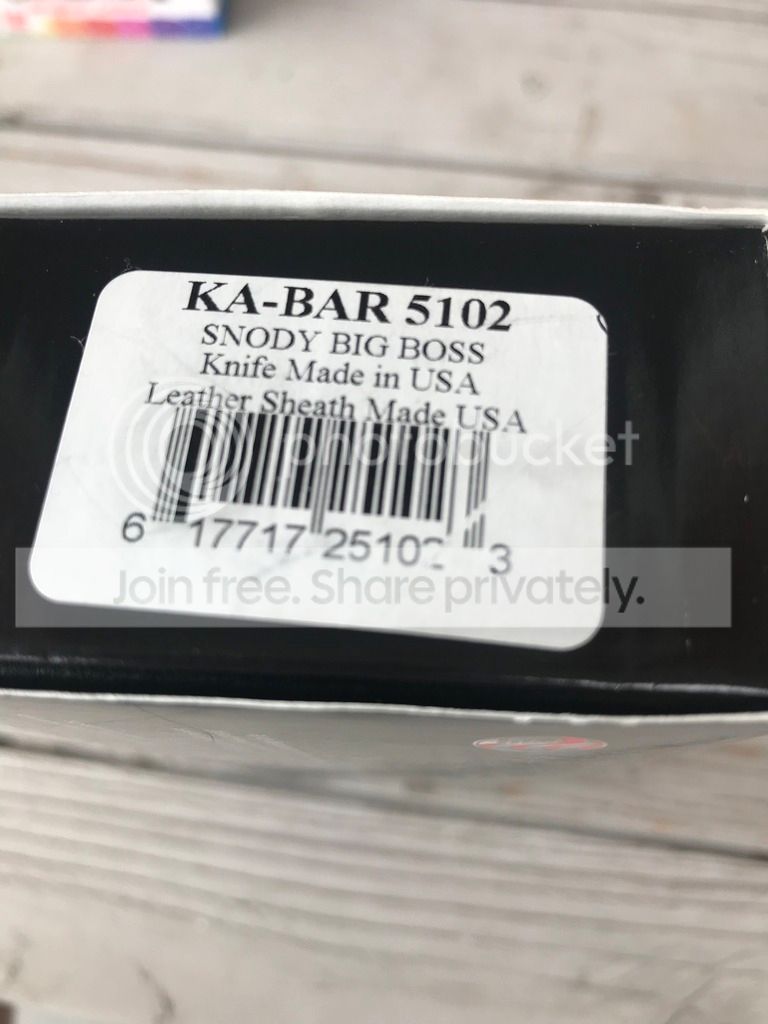 KA-BAR 5102
SNODY BIG BOSS
Knife Made in USA
Leather Sheath Made USA
photobucket
6 17717 25102 3
Join free. Share privately.